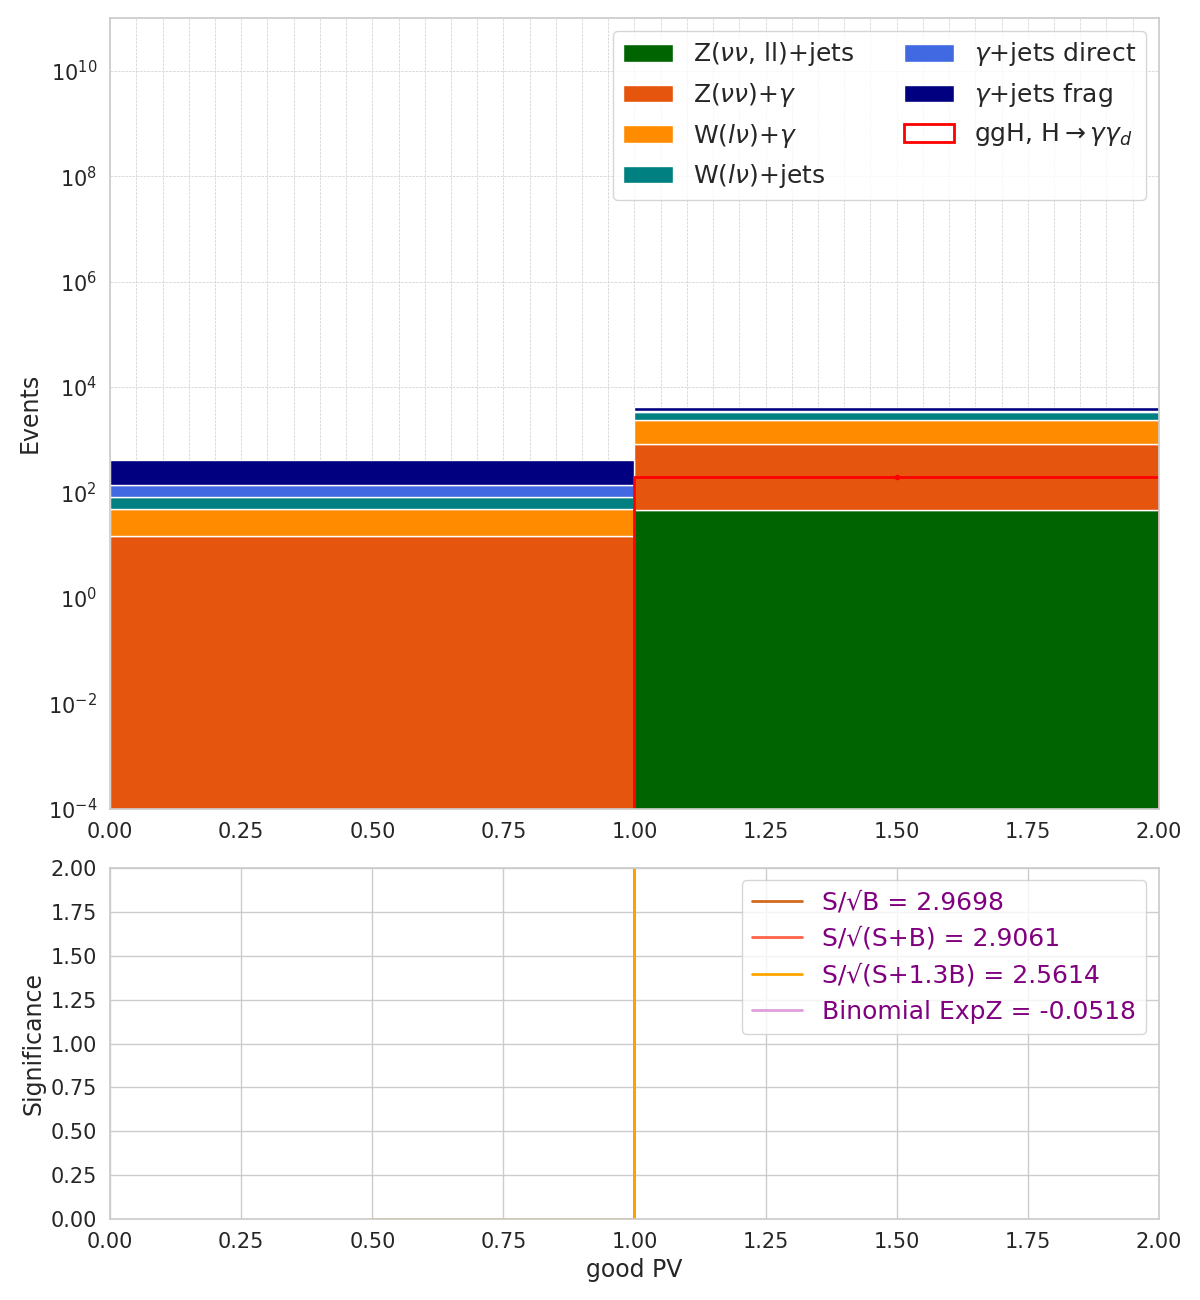 Z(νν, ll)+jets
Z(νν)+γ
W(lν)+γ
W(lν)+jets
γ+jets direct
γ+jets frag
ggH, H→γγ_d
Events
10^10
10^8
10^6
10^4
10^2
10^0
10^−2
10^−4
0.00 0.25 0.50 0.75 1.00 1.25 1.50 1.75 2.00
S/√B = 2.9698
S/√(S+B) = 2.9061
S/√(S+1.3B) = 2.5614
Binomial ExpZ = -0.0518
Significance
2.00
1.75
1.50
1.25
1.00
0.75
0.50
0.25
0.00
0.00 0.25 0.50 0.75 1.00 1.25 1.50 1.75 2.00
good PV